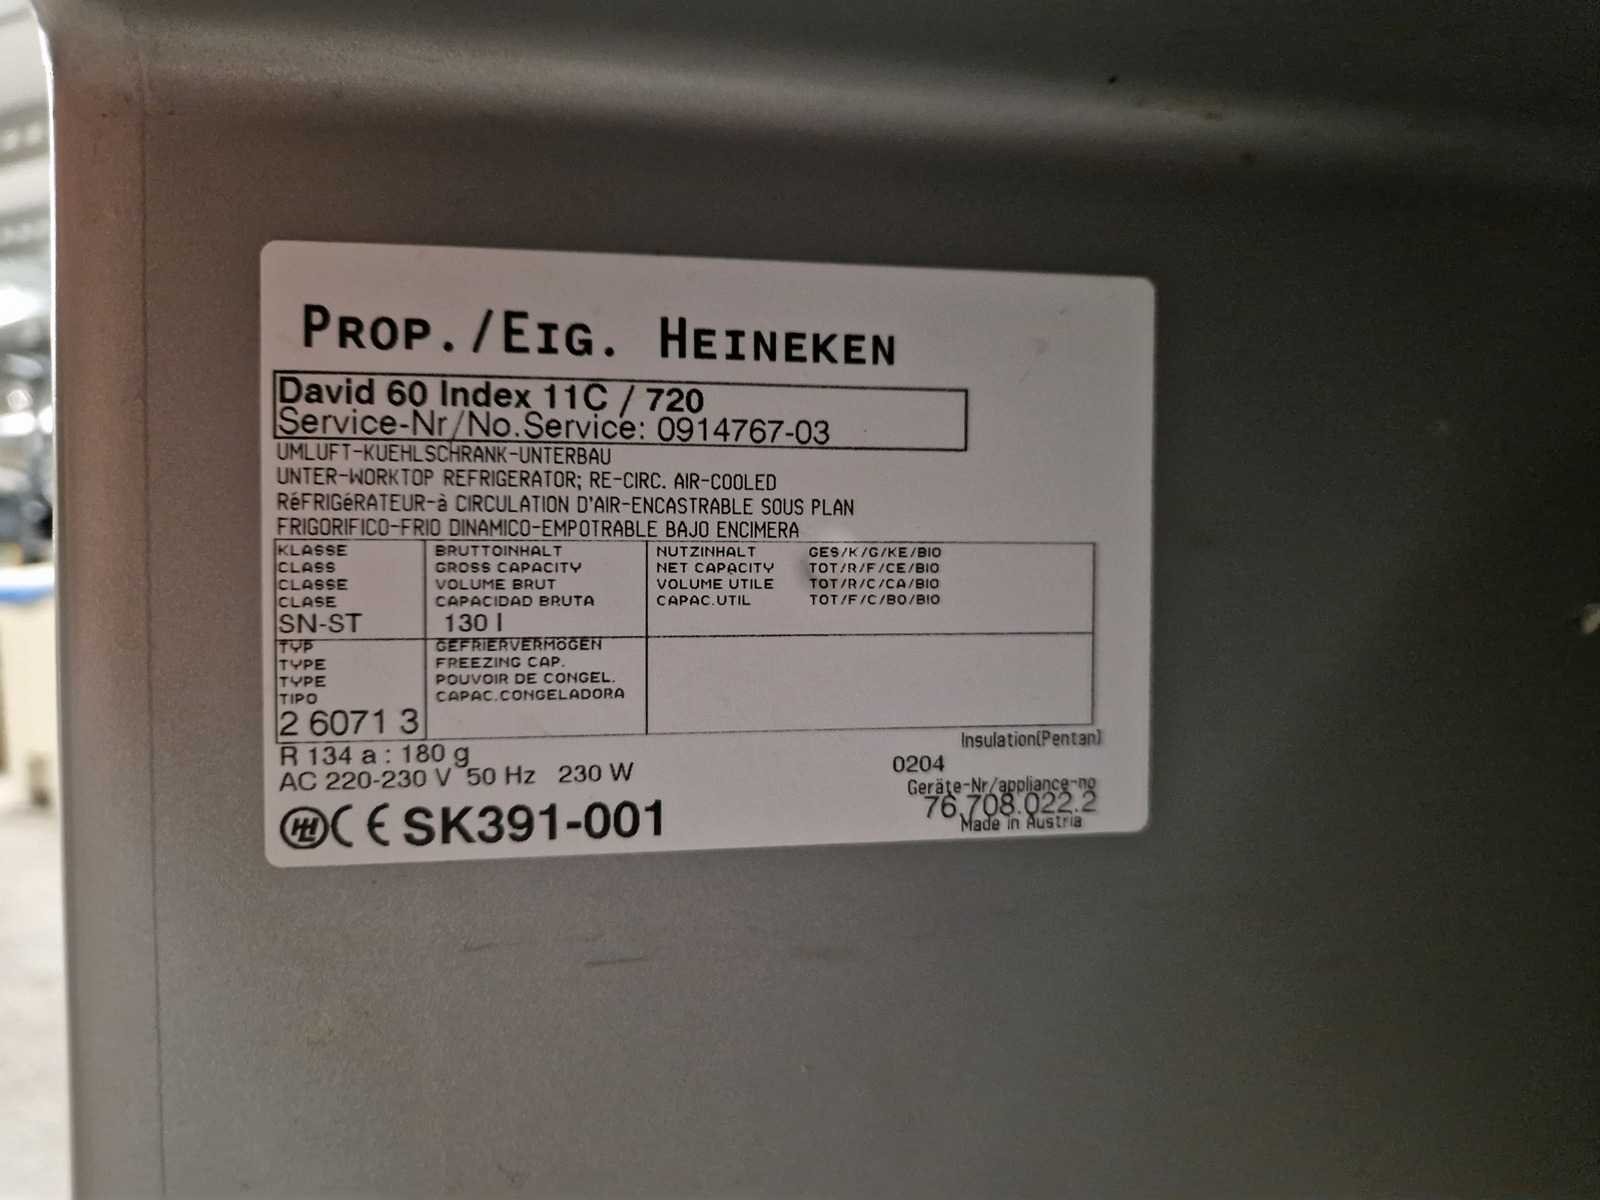 PROP./EIG. HEINEKEN
David 60 Index 11C / 720
Service-Nr/No.Service: 0914767-03
UMLUFT-KUEHLSCHRANK-UNTERBAU
UNTER-WORKTOP REFRIGERATOR; RE-CIRC. AIR-COOLED
RéFRIGéRATEUR-à CIRCULATION D'AIR-ENCASTRABLE SOUS PLAN
FRIGORIFICO-FRIO DINAMICO-EMPOTRABLE BAJO ENCIMERA
KLASSE BRUTTOINHALT NUTZINHALT GES/K/G/KE/BIO
CLASS GROSS CAPACITY NET CAPACITY TOT/R/F/CE/BIO
CLASSE VOLUME BRUT VOLUME UTILE TOT/R/C/CA/BIO
CLASE CAPACIDAD BRUTA CAPAC.UTIL TOT/F/C/BO/BIO
SN-ST 130 l
TYP GEFRIERVERMöGEN
TYPE FREEZING CAP.
TYPE POUVOIR DE CONGEL.
TIPO CAPAC.CONGELADORA
2 6071 3
R 134 a : 180 g Insulation(Pentan)
AC 220-230 V 50 Hz 230 W 0204
Geräte-Nr/appliance-no
76.708.022.2
CE SK391-001 Made in Austria